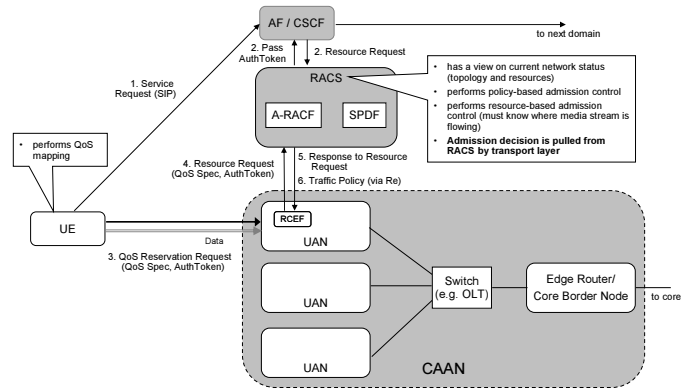 AF / CSCF
to next domain
2. Pass
AuthToken
2. Resource Request
1. Service
Request (SIP)
RACS
• has a view on current network status
(topology and resources)
• performs policy-based admission control
• performs resource-based admission
control (must know where media stream is
flowing)
• Admission decision is pulled from
RACS by transport layer
A-RACF
SPDF
• performs QoS
mapping
4. Resource Request
(QoS Spec, AuthToken)
5. Response to Resource
Request
6. Traffic Policy (via Re)
UE
Data
3. QoS Reservation Request
(QoS Spec, AuthToken)
RCEF
UAN
UAN
UAN
Switch
(e.g. OLT)
Edge Router/
Core Border Node
to core
CAAN